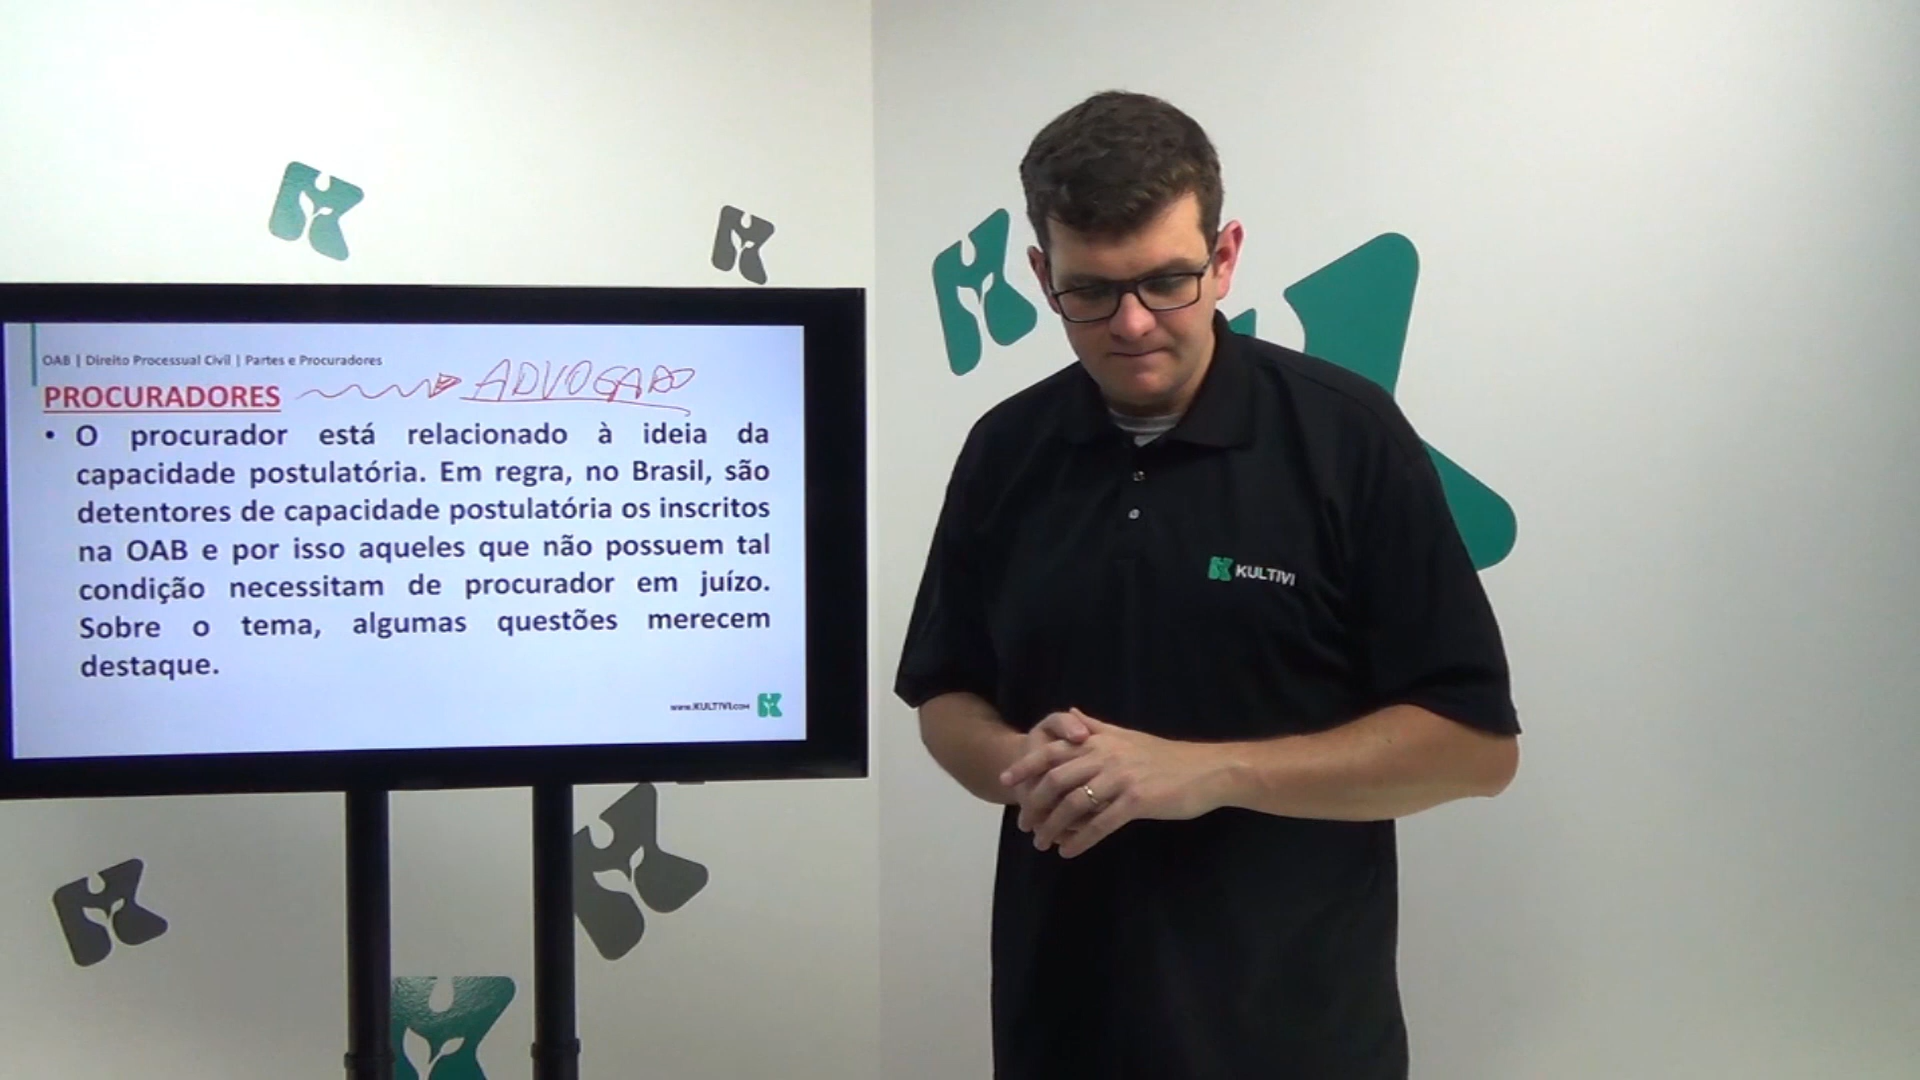 OAB | Direito Processual Civil | Partes e Procuradores
PROCURADORES ADVOGADO
• O procurador está relacionado à ideia da
capacidade postulatória. Em regra, no Brasil, são
detentores de capacidade postulatória os inscritos
na OAB e por isso aqueles que não possuem tal
condição necessitam de procurador em juízo.
Sobre o tema, algumas questões merecem
destaque.
www.KULTIVI.COM
KULTIVI